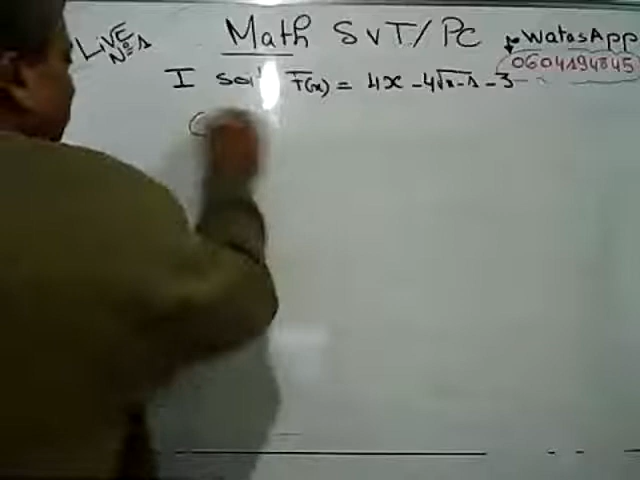 LIVE
N°1
Math SVT/PC
WatasApp
0604194845
I soit F(x) = 4x - 4√x-1 - 3